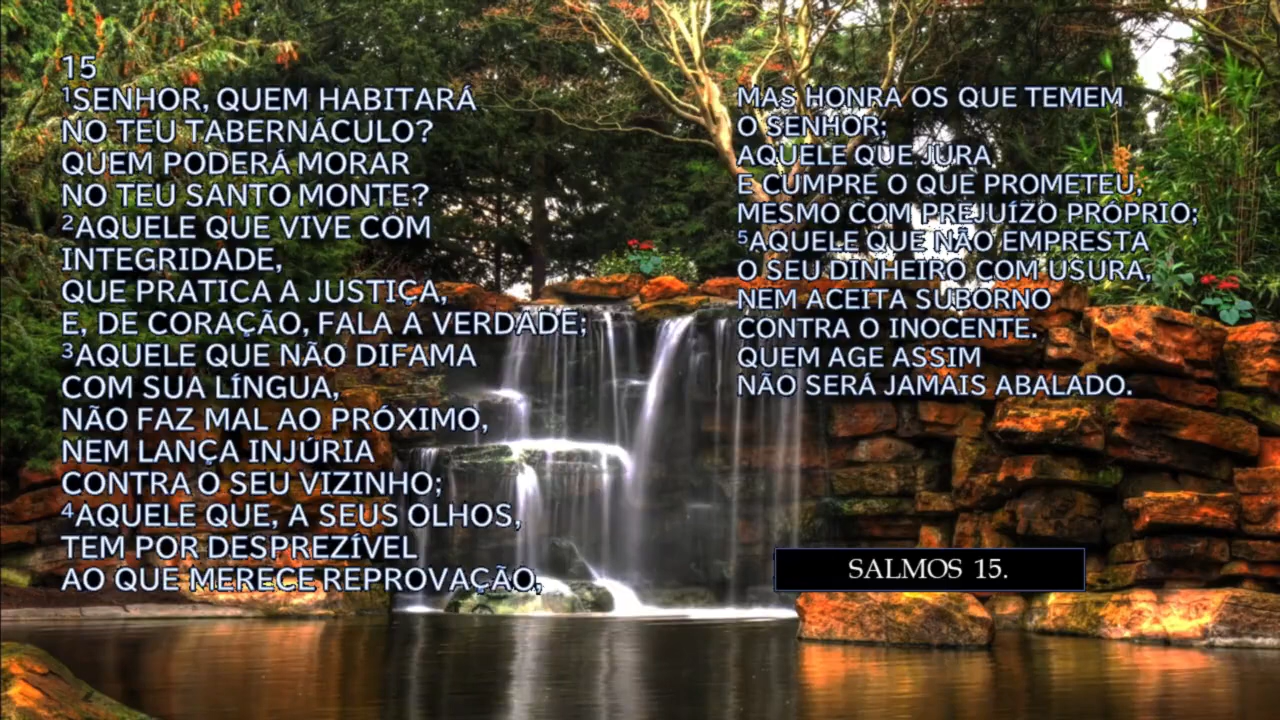 15
¹SENHOR, QUEM HABITARÁ
NO TEU TABERNÁCULO?
QUEM PODERÁ MORAR
NO TEU SANTO MONTE?
²AQUELE QUE VIVE COM
INTEGRIDADE,
QUE PRATICA A JUSTIÇA,
E, DE CORAÇÃO, FALA A VERDADE;
³AQUELE QUE NÃO DIFAMA
COM SUA LÍNGUA,
NÃO FAZ MAL AO PRÓXIMO,
NEM LANÇA INJÚRIA
CONTRA O SEU VIZINHO;
⁴AQUELE QUE, A SEUS OLHOS,
TEM POR DESPREZÍVEL
AO QUE MERECE REPROVAÇÃO,
MAS HONRA OS QUE TEMEM
O SENHOR;
AQUELE QUE JURA
E CUMPRE O QUE PROMETEU,
MESMO COM PREJUÍZO PRÓPRIO;
⁵AQUELE QUE NÃO EMPRESTA
O SEU DINHEIRO COM USURA,
NEM ACEITA SUBORNO
CONTRA O INOCENTE.
QUEM AGE ASSIM
NÃO SERÁ JAMAIS ABALADO.
SALMOS 15.